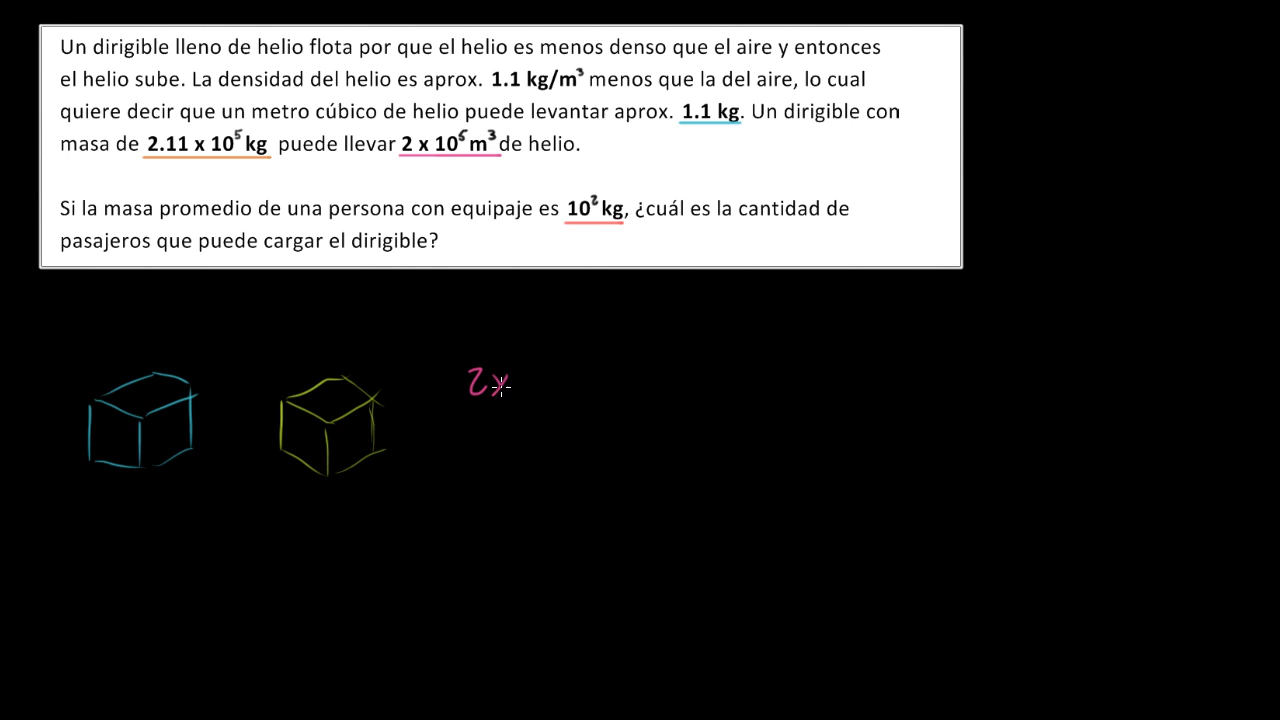 Un dirigible lleno de helio flota por que el helio es menos denso que el aire y entonces
el helio sube. La densidad del helio es aprox. 1.1 kg/m³ menos que la del aire, lo cual
quiere decir que un metro cúbico de helio puede levantar aprox. 1.1 kg. Un dirigible con
masa de 2.11 x 10⁵ kg puede llevar 2 x 10⁵ m³ de helio.
Si la masa promedio de una persona con equipaje es 10² kg, ¿cuál es la cantidad de
pasajeros que puede cargar el dirigible?
2x